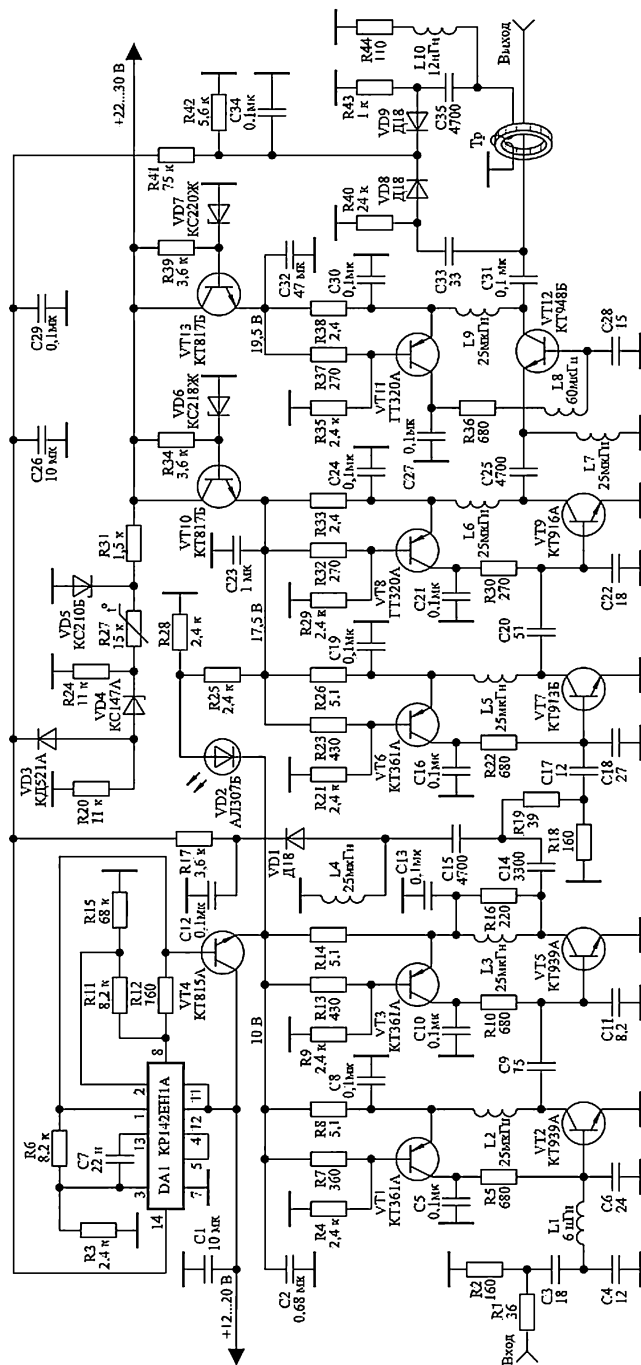 +22...30 В
R44
110
L10
12нГн
Выход
R43
1 к
C35
4700
VD9
Д18
Тр
R42
5,6 к
C34
0,1мк
R41
75 к
VD8
Д18
R40
24 к
C33
33
C31
0,1 мк
VD7
КС220Ж
R39
3,6 к
VT13
КТ817Б
C32
47 мк
C30
0,1мк
19,5 В
R38
2,4
R37
270
R35
2,4 к
VT11
ГТ320А
L9
25мкГн
VT12
КТ948Б
C28
15
L8
60мкГн
R36
680
C27
0,1мк
C29
0,1мк
C26
10 мк
VD6
КС218Ж
R34
3,6 к
VT10
КТ817Б
C24
0,1мк
C25
4700
L7
25мкГн
R33
2,4
R32
270
R29
2,4 к
VT8
ГТ320А
L6
25мкГн
VT9
КТ916А
C23
1 мк
C21
0,1мк
R30
270
C22
18
C20
51
R31
1,5 к
VD5
КС210Б
R27
15 к
t°
R24
11 к
VD4
КС147А
VD3
КД521А
R20
11 к
R28
2,4 к
R25
2,4 к
VD2
АЛ307Б
17,5 В
C19
0,1мк
R26
5,1
R23
430
R21
2,4 к
VT6
КТ361А
L5
25мкГн
VT7
КТ913Б
C16
0,1мк
R22
680
C17
12
C18
27
R19
39
R18
160
R17
3,6 к
VD1
Д18
L4
25мкГн
C12
0,1мк
C13
0,1мк
C15
4700
C14
3300
R16
220
R15
68 к
R11
8,2 к
R12
160
VT4
КТ815А
R14
5,1
R13
430
R9
2,4 к
VT3
КТ361А
L3
25мкГн
VT5
КТ939А
C10
0,1мк
R10
680
C11
8,2
C9
75
10 В
DA1 КР142ЕН1А
8
2
1
13
3
14
11
12
4
5
7
R6
8,2 к
C7
22 н
R3
2,4 к
C1
10 мк
+12...20 В
C8
0,1мк
R8
5,1
R7
360
R4
2,4 к
VT1
КТ361А
C5
0,1мк
L2
25мкГн
VT2
КТ939А
R5
680
C6
24
C2
0,68 мк
L1
6 нГн
R2
160
C3
18
C4
12
R1
36
Вход